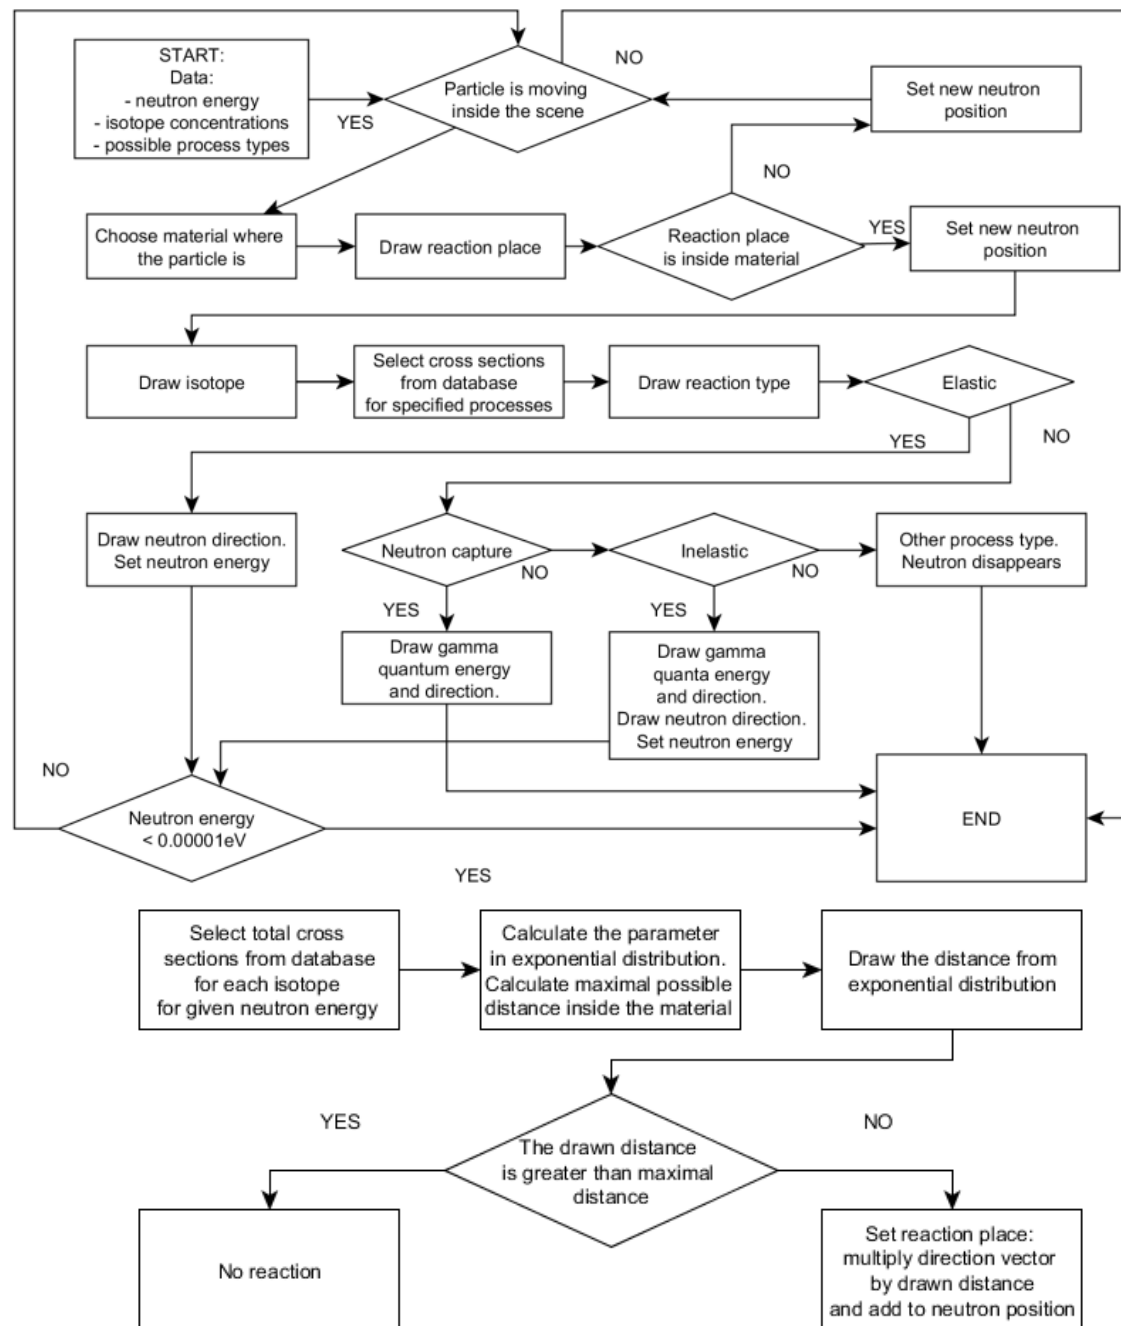 START:
Data:
- neutron energy
- isotope concentrations
- possible process types
YES
Particle is moving
inside the scene
NO
Set new neutron
position
NO
Choose material where
the particle is
Draw reaction place
Reaction place
is inside material
YES
Set new neutron
position
Draw isotope
Select cross sections
from database
for specified processes
Draw reaction type
Elastic
YES
NO
Draw neutron direction.
Set neutron energy
Neutron capture
NO
Inelastic
NO
Other process type.
Neutron disappears
YES
YES
Draw gamma
quantum energy
and direction.
Draw gamma
quanta energy
and direction.
Draw neutron direction.
Set neutron energy
NO
Neutron energy
< 0.00001eV
END
YES
Select total cross
sections from database
for each isotope
for given neutron energy
Calculate the parameter
in exponential distribution.
Calculate maximal possible
distance inside the material
Draw the distance from
exponential distribution
YES
NO
The drawn distance
is greater than maximal
distance
No reaction
Set reaction place:
multiply direction vector
by drawn distance
and add to neutron position